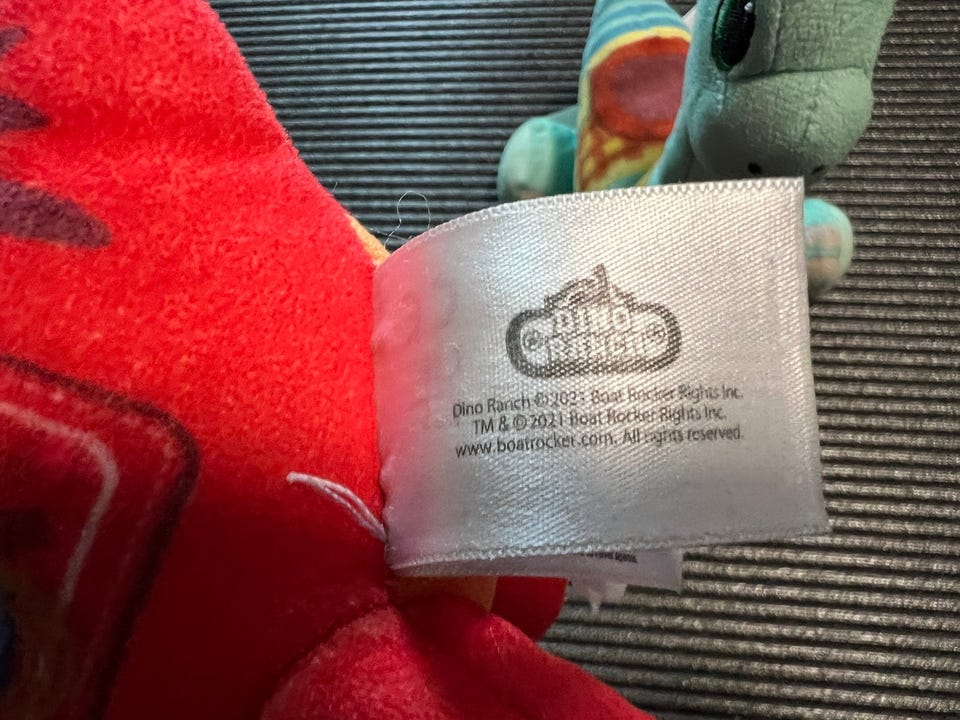 DINO
RANCH
Dino Ranch © 2021 Boat Rocker Rights Inc.
TM & © 2021 Boat Rocker Rights Inc.
www.boatrocker.com. All rights reserved.